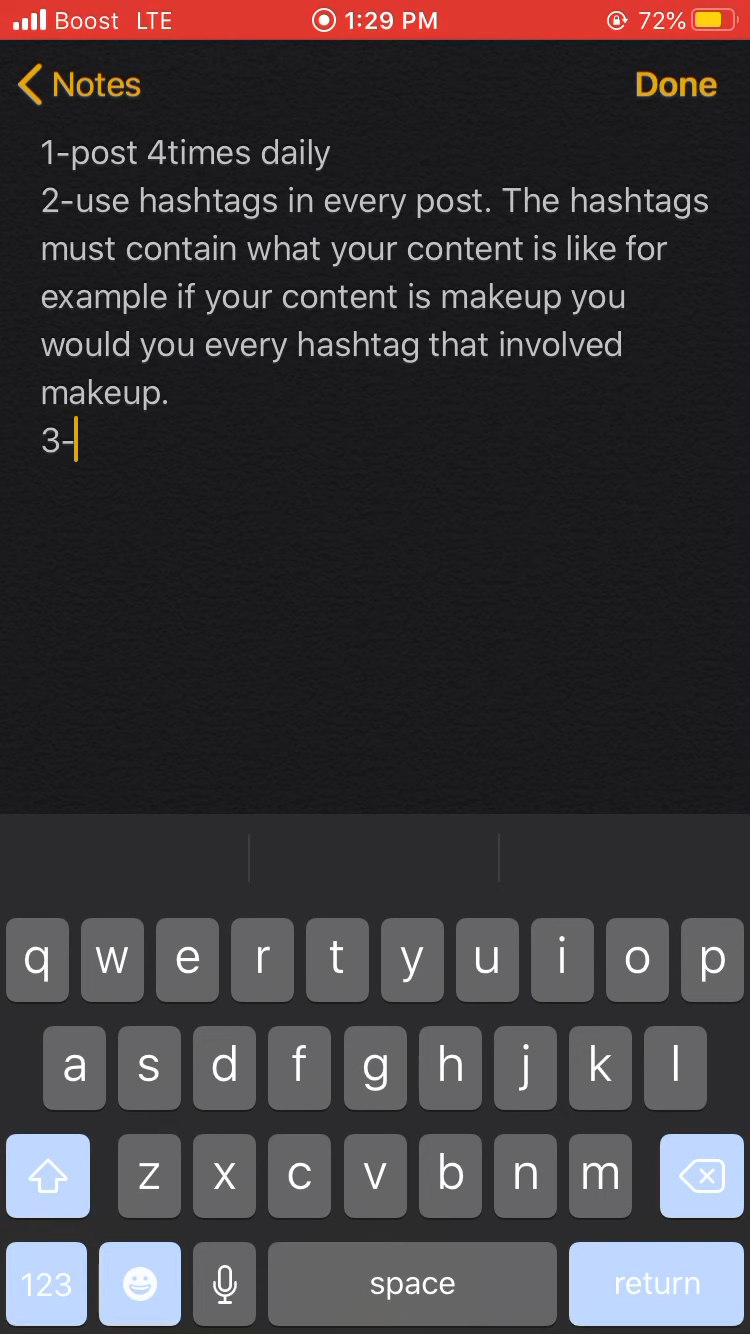 Boost LTE 1:29 PM 72%
Notes Done
1-post 4times daily
2-use hashtags in every post. The hashtags
must contain what your content is like for
example if your content is makeup you
would you every hashtag that involved
makeup.
3-
q w e r t y u i o p
a s d f g h j k l
z x c v b n m
123 space return